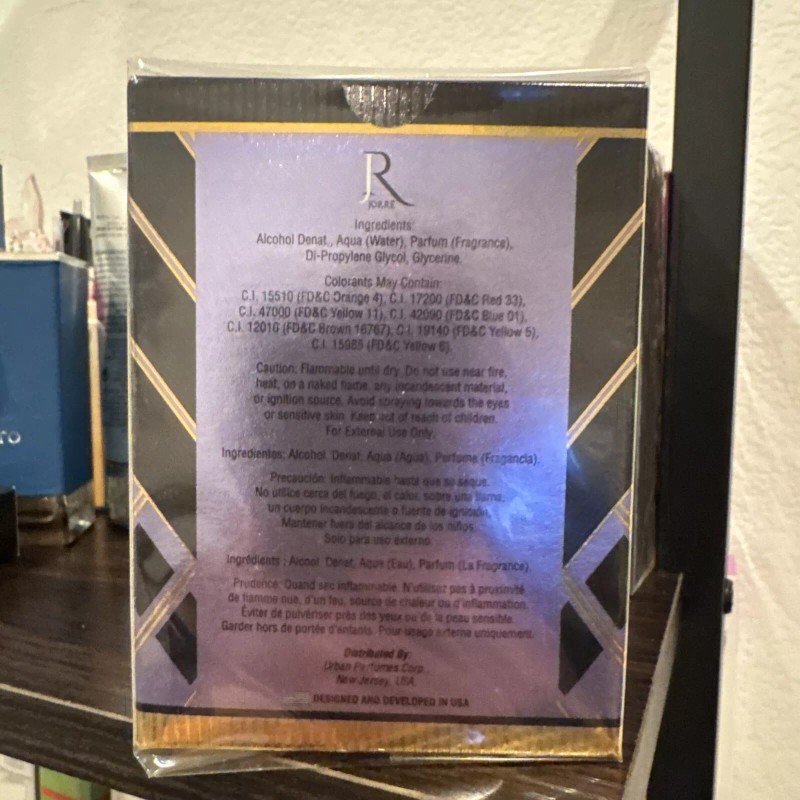 JR
JORRE
Ingredients:
Alcohol Denat., Aqua (Water), Parfum (Fragrance),
Di-Propylene Glycol, Glycerine.
Colorants May Contain:
C.I. 15510 (FD&C Orange 4), C.I. 17200 (FD&C Red 33),
C.I. 47000 (FD&C Yellow 11), C.I. 42090 (FD&C Blue 01),
C.I. 12010 (FD&C Brown 16767), C.I. 19140 (FD&C Yellow 5),
C.I. 15985 (FD&C Yellow 6).
Caution: Flammable until dry. Do not use near fire,
heat, on a naked flame, any incandescent material,
or ignition source. Avoid spraying towards the eyes
or sensitive skin. Keep out of reach of children.
For External Use Only.
Ingredientes: Alcohol. Denat. Aqua (Agua), Parfume (Fragancia).
Precaución: Inflammable hasta que su seque.
No utilice cerca del fuego, el calor, sobre una llama,
un cuerpo incandescente o fuente de ignición.
Mantener fuera del alcance de los niños.
Solo para uso externo.
Ingrédients : Alcool. Denat, Aqua (Eau), Parfum (La Fragrance).
Prudence: Quand sec inflammable. N'utilisez pas à proximité
de flamme nue, d'un feu, source de chaleur ou d'inflammation.
Éviter de pulvériser près des yeux ou de la peau sensible.
Garder hors de portée d'enfants. Pour usage externe uniquement.
Distributed By:
Urban Perfumes Corp.
New Jersey, USA.
DESIGNED AND DEVELOPED IN USA
ro